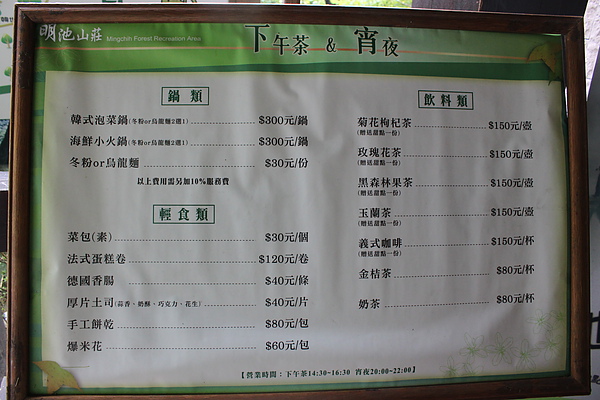 明池山莊 Mingchih Forest Recreation Area
下午茶 & 宵夜
鍋類
韓式泡菜鍋(冬粉or烏龍麵2選1) $300元/鍋
海鮮小火鍋(冬粉or烏龍麵2選1) $300元/鍋
冬粉or烏龍麵 $30元/份
以上費用需另加10%服務費
輕食類
菜包(素) $30元/個
法式蛋糕卷 $120元/卷
德國香腸 $40元/條
厚片土司(蒜香、奶酥、巧克力、花生) $40元/片
手工餅乾 $80元/包
爆米花 $60元/包
飲料類
菊花枸杞茶 $150元/壺
(贈送甜點一份)
玫瑰花茶 $150元/壺
(贈送甜點一份)
黑森林果茶 $150元/壺
(贈送甜點一份)
玉蘭茶 $150元/壺
(贈送甜點一份)
義式咖啡 $150元/杯
(贈送甜點一份)
金桔茶 $80元/杯
奶茶 $80元/杯
【營業時間：下午茶14:30~16:30 宵夜20:00~22:00】